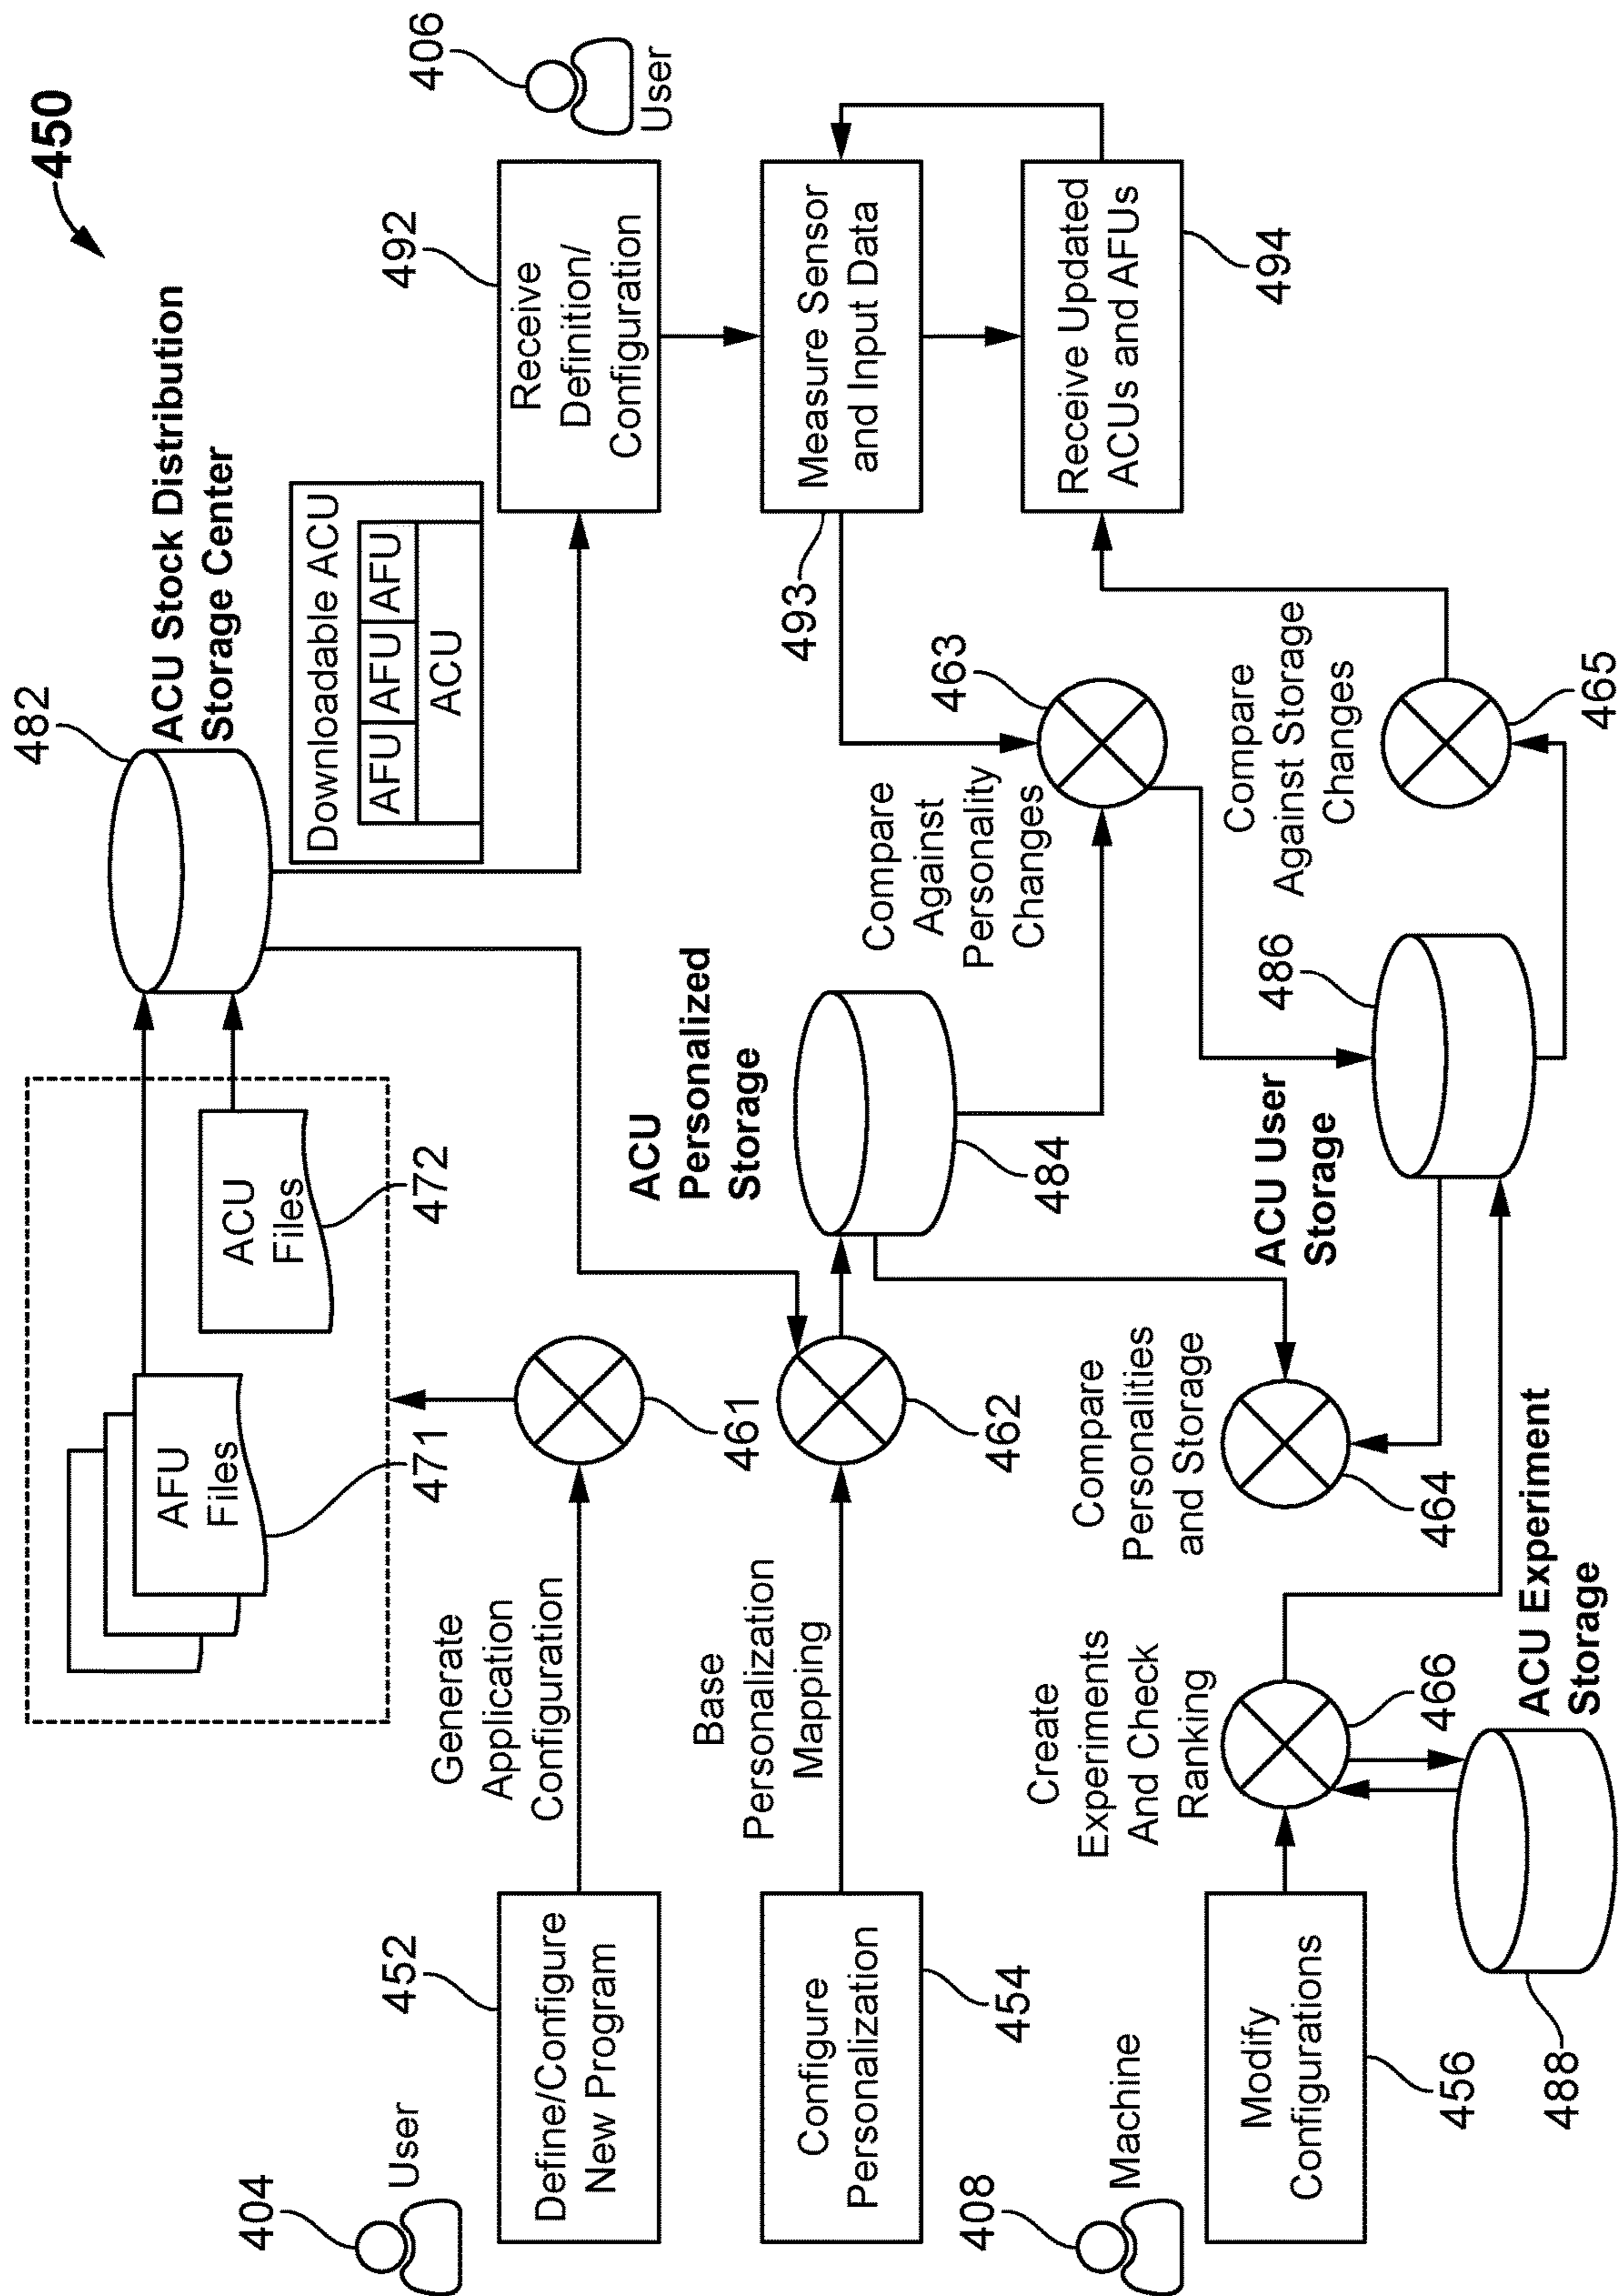 450
404
User
452
Define/Configure
New Program
Generate
Application
Configuration
461
AFU
Files
471
ACU
Files
472
482
ACU Stock Distribution
Storage Center
Downloadable ACU
AFU
AFU
AFU
ACU
492
Receive
Definition/
Configuration
406
User
Configure
Personalization
454
Base
Personalization
Mapping
462
ACU
Personalized
Storage
484
Compare
Against
Personality
Changes
463
493
Measure Sensor
and Input Data
Receive Updated
ACUs and AFUs
494
408
Machine
Modify
Configurations
456
Create
Experiments
And Check
Ranking
466
ACU Experiment
Storage
488
Compare
Personalities
and Storage
464
ACU User
Storage
486
Compare
Against Storage
Changes
465